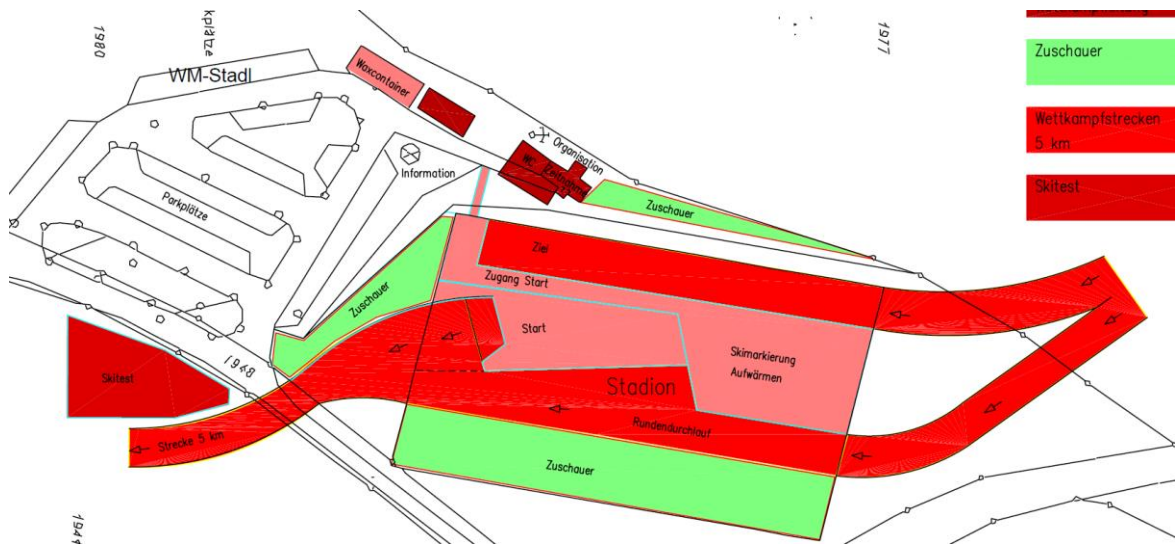 1980
kplätze
WM-Stadl
Waxcontainer
1977
Zuschauer
Wettkampfstrecken
5 km
Skitest
Organisation
WC
Zeitnahme
Information
Parkplätze
Zuschauer
Ziel
Zugang Start
Zuschauer
Start
Skimarkierung
Aufwärmen
Stadion
Rundendurchlauf
Skitest
1948
Strecke 5 km
Zuschauer